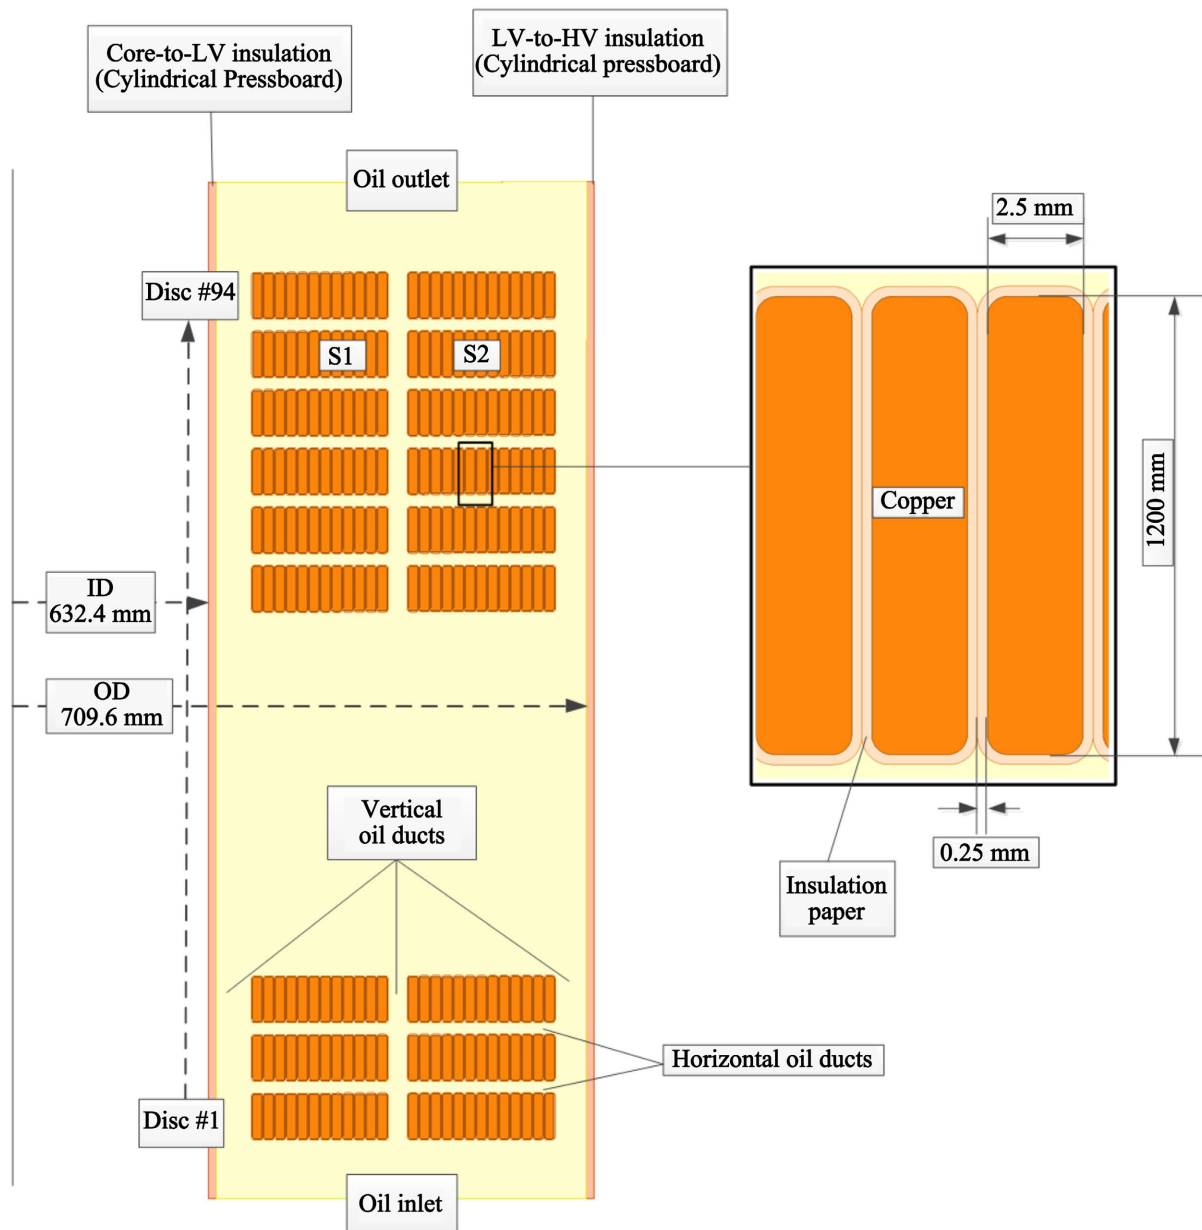 Core-to-LV insulation
(Cylindrical Pressboard)
LV-to-HV insulation
(Cylindrical pressboard)
Oil outlet
2.5 mm
Disc #94
S1
S2
Copper
1200 mm
ID
632.4 mm
OD
709.6 mm
Vertical
oil ducts
0.25 mm
Insulation
paper
Horizontal oil ducts
Disc #1
Oil inlet